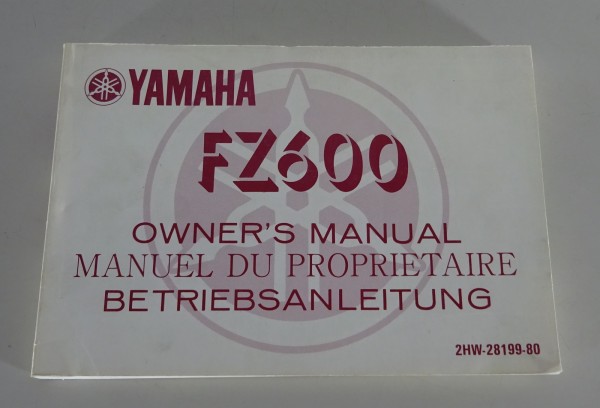 YAMAHA
FZ600
OWNER'S MANUAL
MANUEL DU PROPRIETAIRE
BETRIEBSANLEITUNG
2HW-28199-80